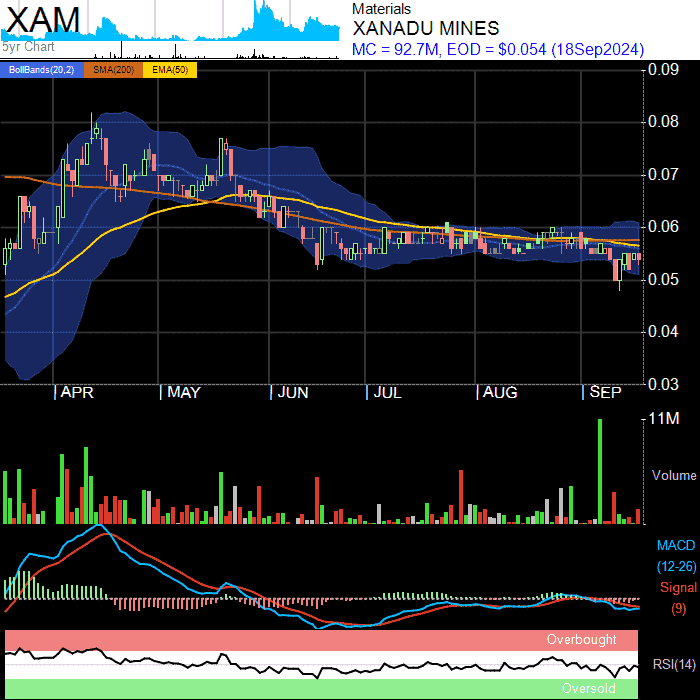 XAM
5yr Chart
Materials
XANADU MINES
MC = 92.7M, EOD = $0.054 (18Sep2024)
BollBands(20,2) SMA(200) EMA(50)
0.09
0.08
0.07
0.06
0.05
0.04
0.03
APR MAY JUN JUL AUG SEP
11M
Volume
MACD
(12-26)
Signal
(9)
Overbought
RSI(14)
Oversold